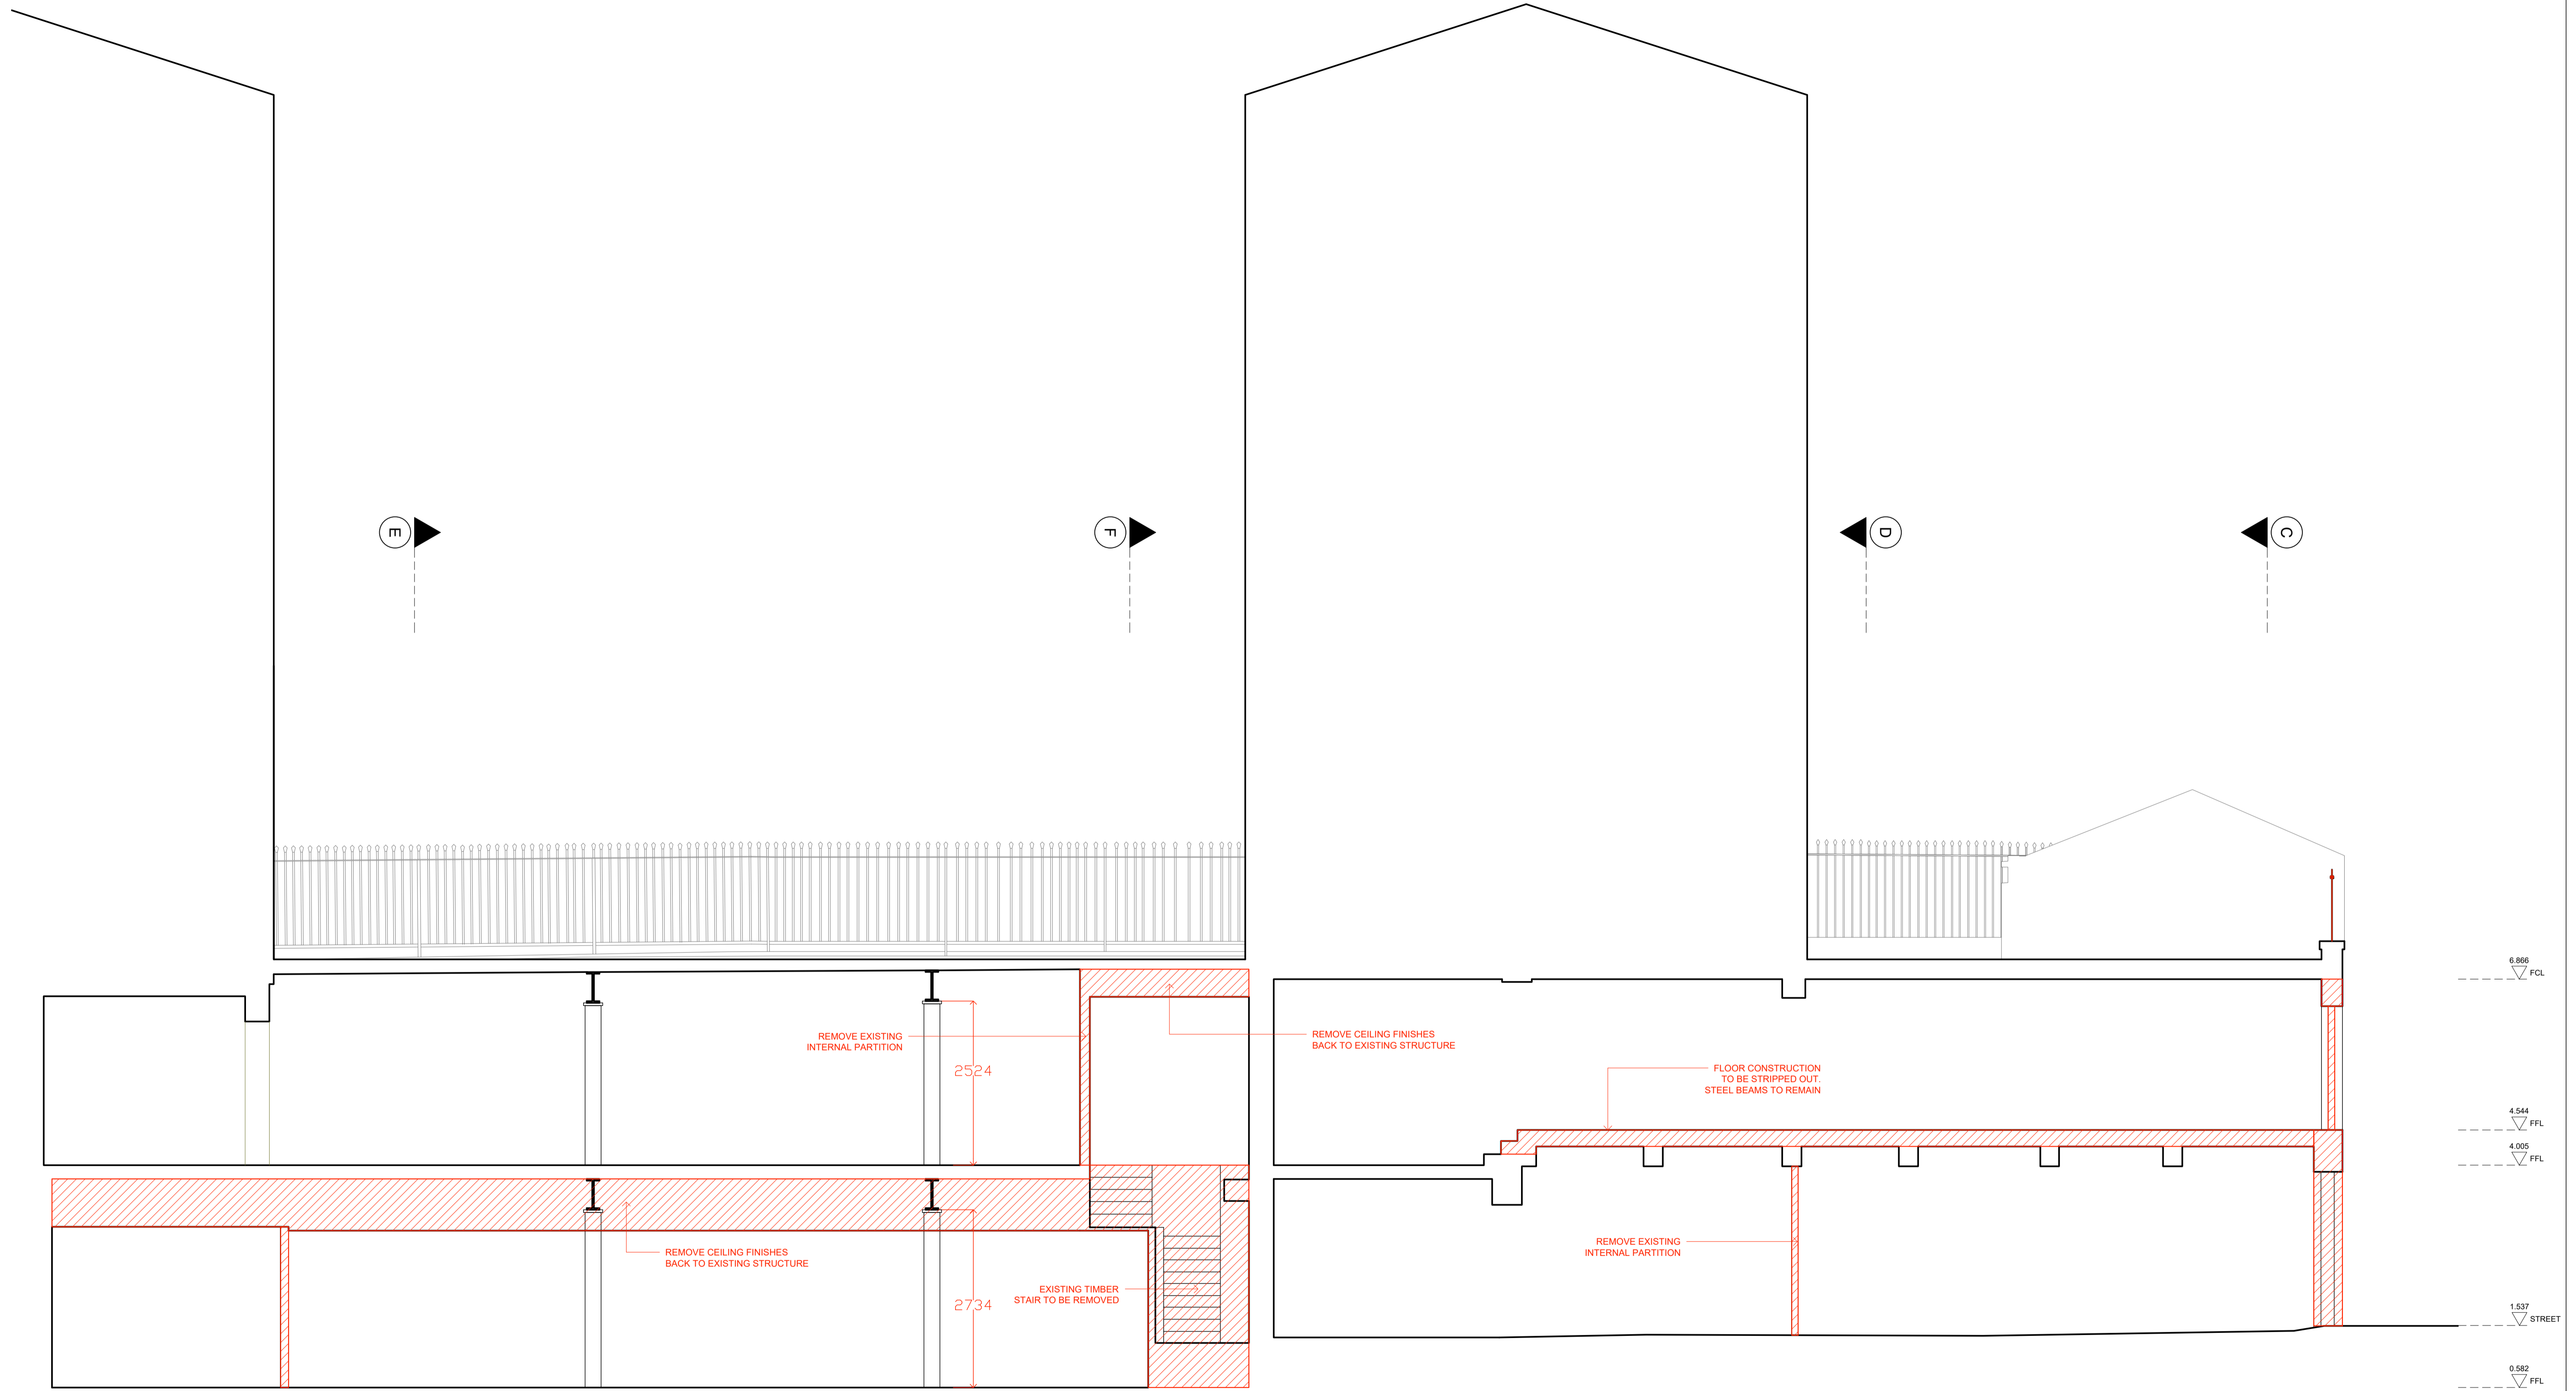 E
F
D
C
6.866
FCL
REMOVE EXISTING
INTERNAL PARTITION
REMOVE CEILING FINISHES
BACK TO EXISTING STRUCTURE
2524
FLOOR CONSTRUCTION
TO BE STRIPPED OUT.
STEEL BEAMS TO REMAIN
4.544
FFL
4.005
FFL
REMOVE CEILING FINISHES
BACK TO EXISTING STRUCTURE
REMOVE EXISTING
INTERNAL PARTITION
EXISTING TIMBER
STAIR TO BE REMOVED
2734
1.537
STREET
0.582
FFL